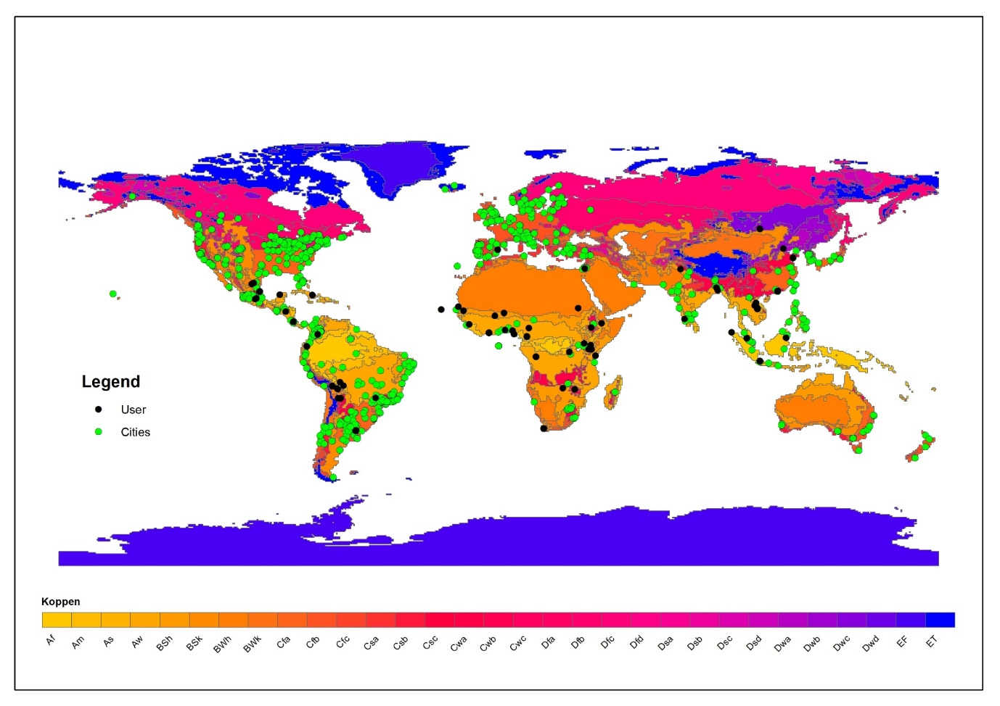 Legend
User
Cities
Koppen
Af Am As Aw BSh BSk BWh BWk Cfa Cfb Cfc Csa Csb Csc Cwa Cwb Cwc Dfa Dfb Dfc Dfd Dsa Dsb Dsc Dsd Dwa Dwb Dwc Dwd EF ET